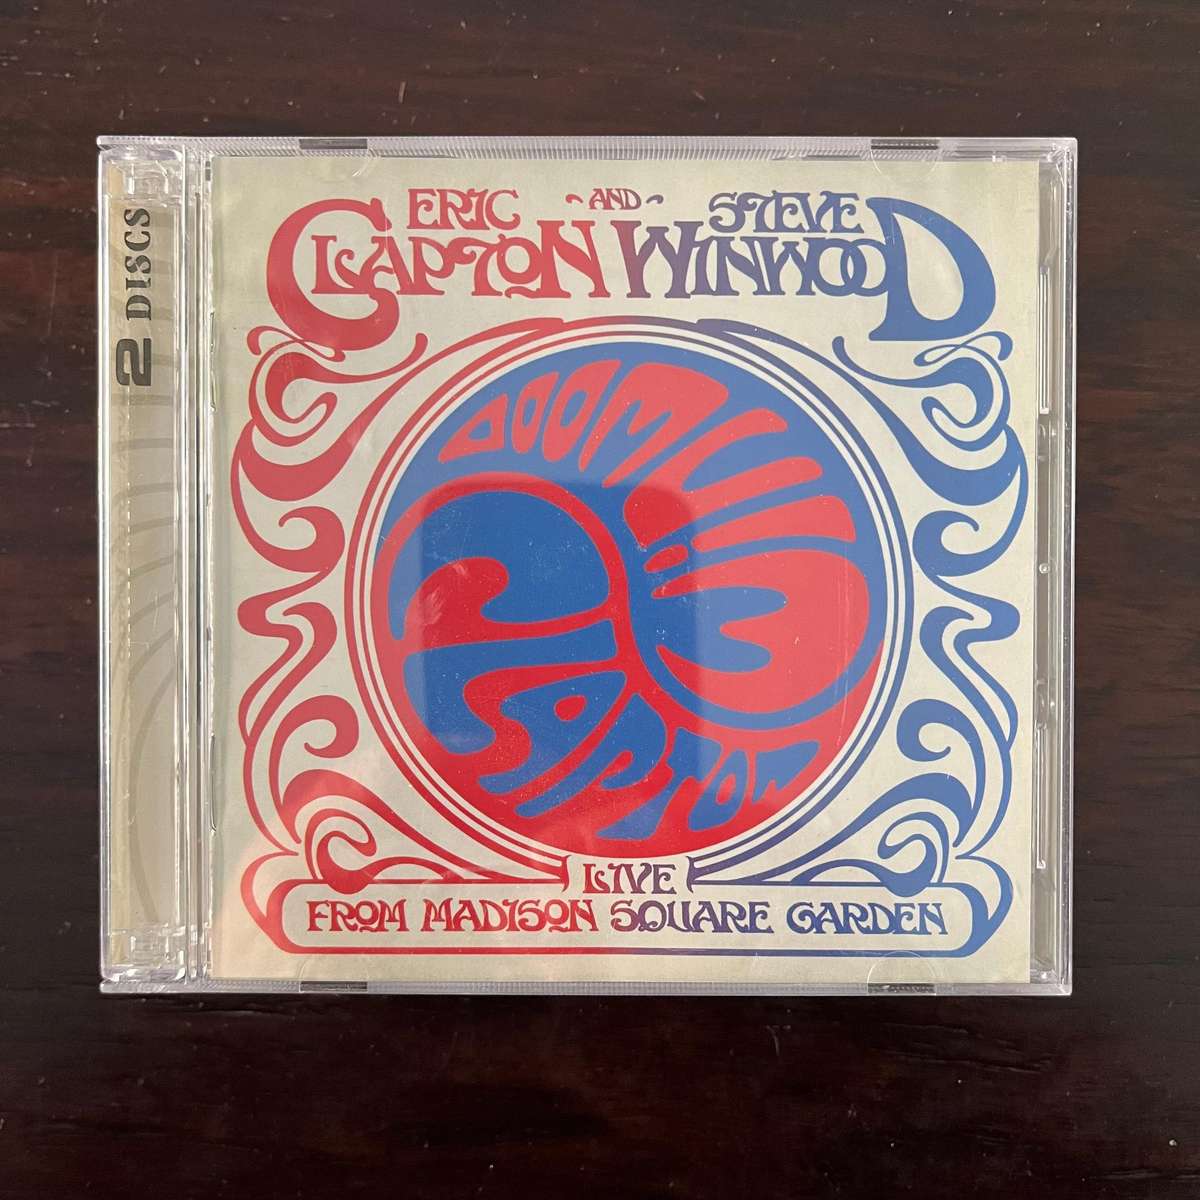 2 DISCS
ERIC -AND- STEVE
CLAPTON WINWOOD
CLAPTON
WINWOOD
LIVE
FROM MADISON SQUARE GARDEN